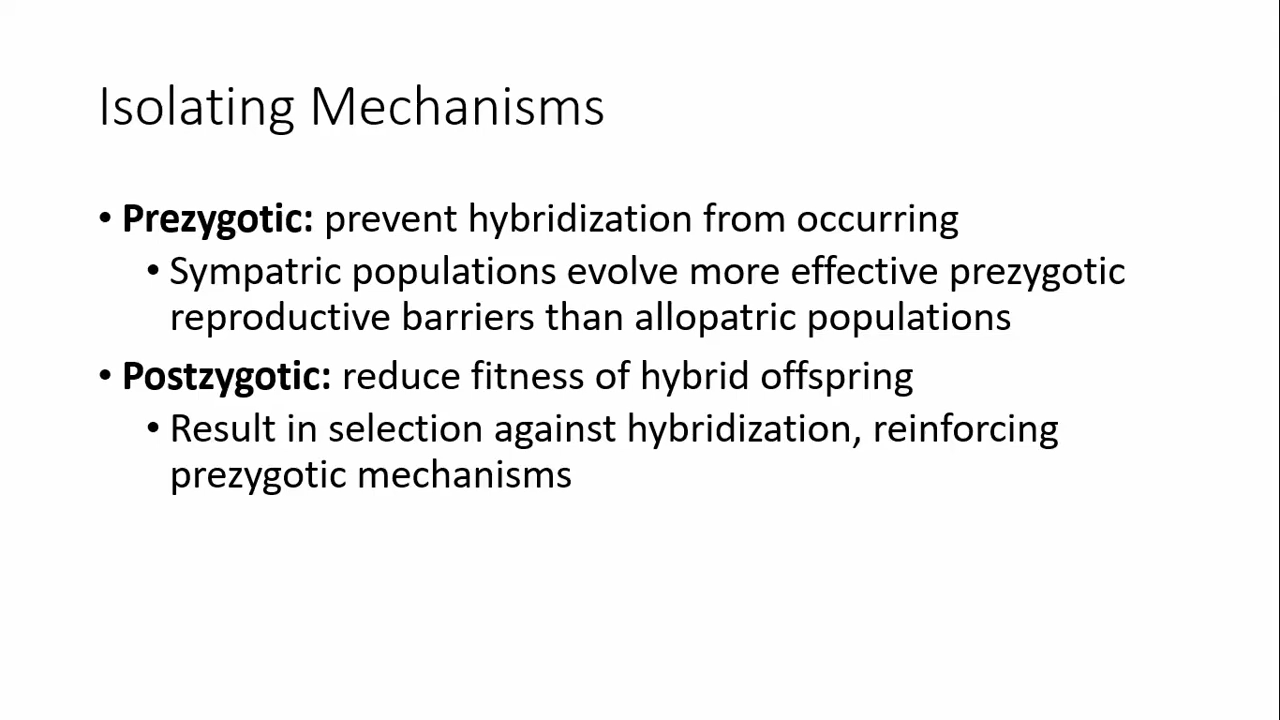 Isolating Mechanisms
• Prezygotic: prevent hybridization from occurring
• Sympatric populations evolve more effective prezygotic
reproductive barriers than allopatric populations
• Postzygotic: reduce fitness of hybrid offspring
• Result in selection against hybridization, reinforcing
prezygotic mechanisms